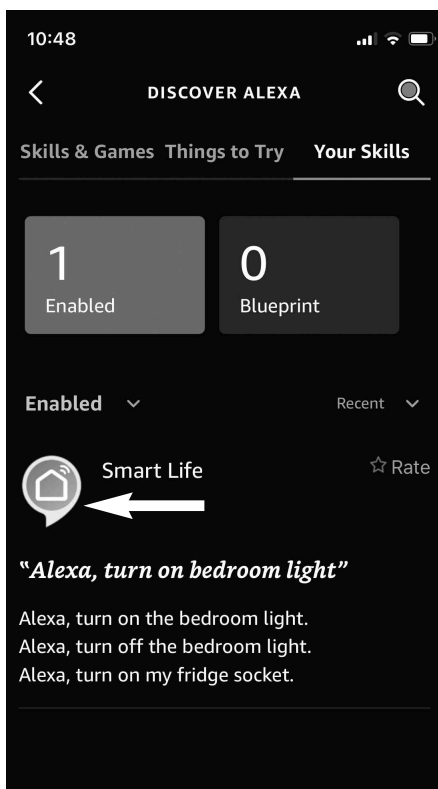 10:48
DISCOVER ALEXA
Skills & Games Things to Try Your Skills
1
Enabled
0
Blueprint
Enabled
Recent
Smart Life
Rate
“Alexa, turn on bedroom light”
Alexa, turn on the bedroom light.
Alexa, turn off the bedroom light.
Alexa, turn on my fridge socket.